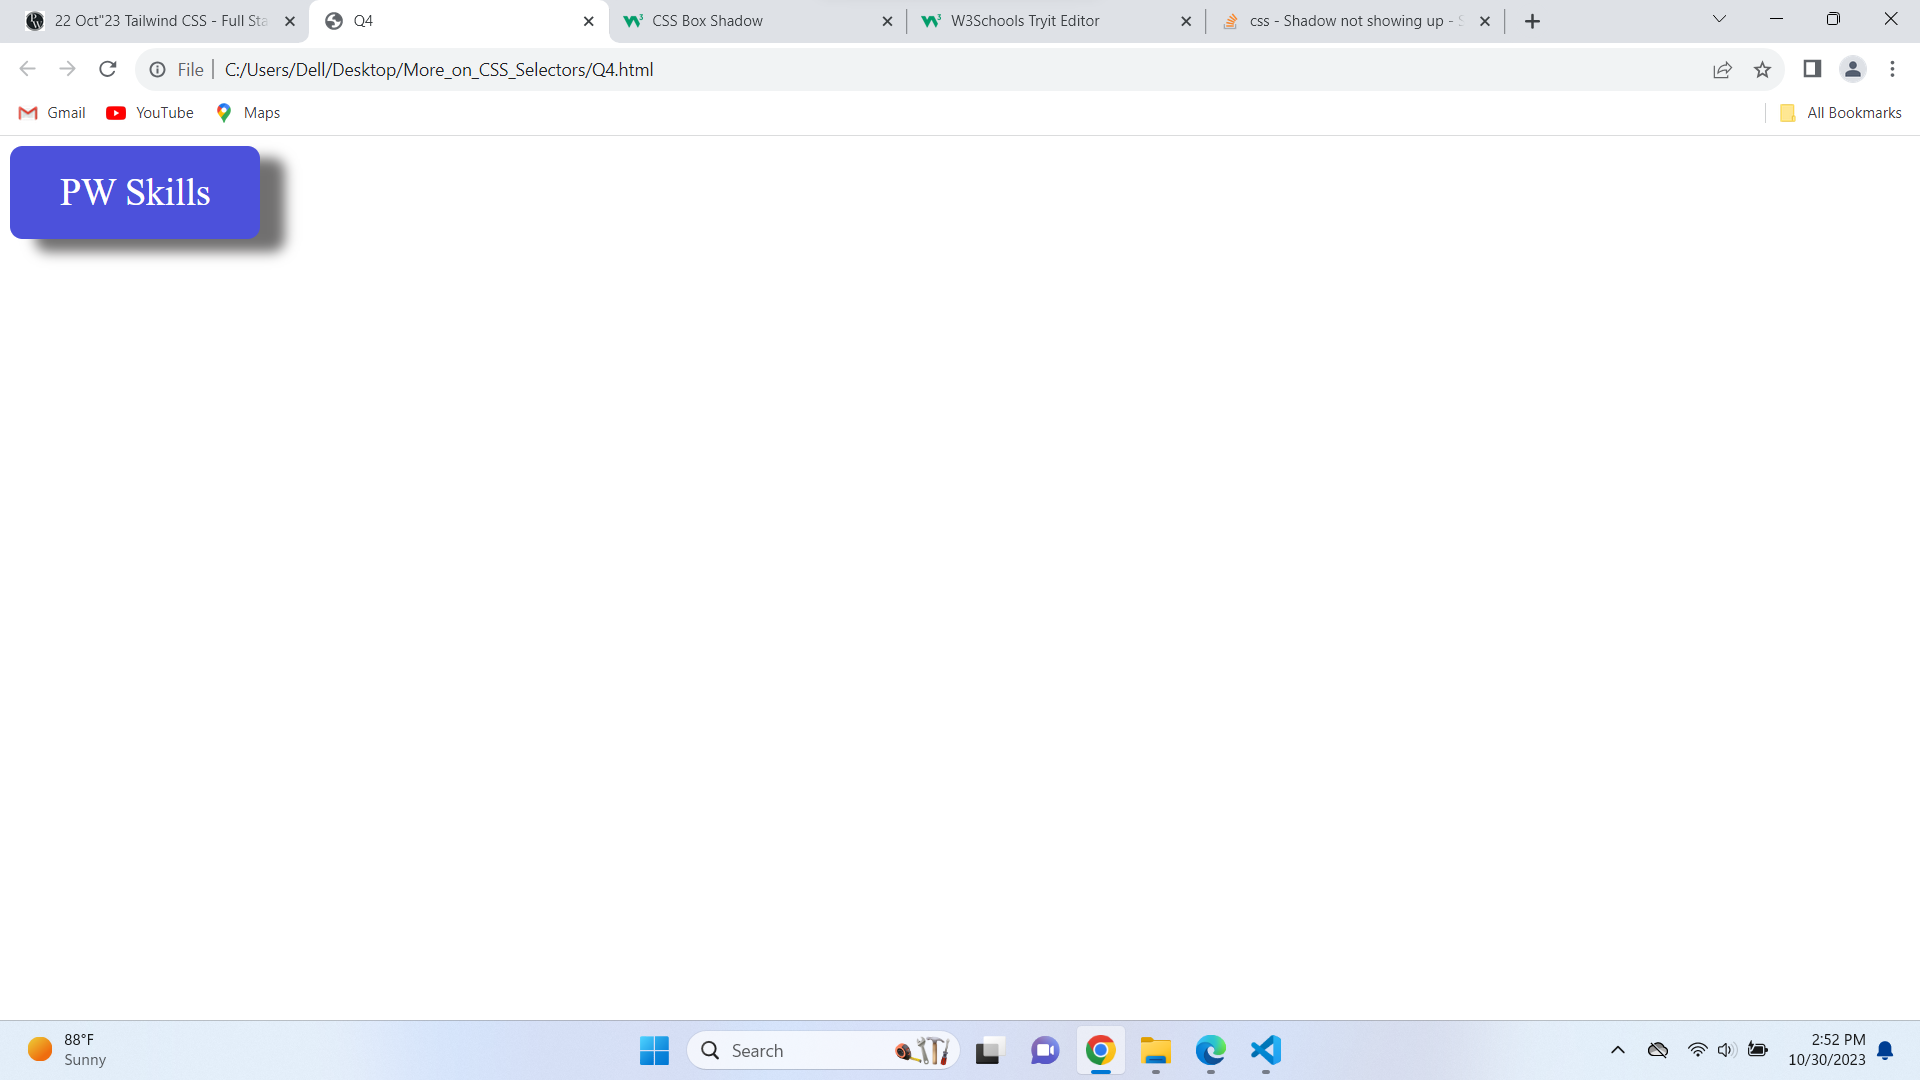 22 Oct"23 Tailwind CSS - Full Sta
Q4
CSS Box Shadow
W3Schools Tryit Editor
css - Shadow not showing up -
File
C:/Users/Dell/Desktop/More_on_CSS_Selectors/Q4.html
Gmail
YouTube
Maps
All Bookmarks
PW Skills
88°F
Sunny
Search
2:52 PM
10/30/2023